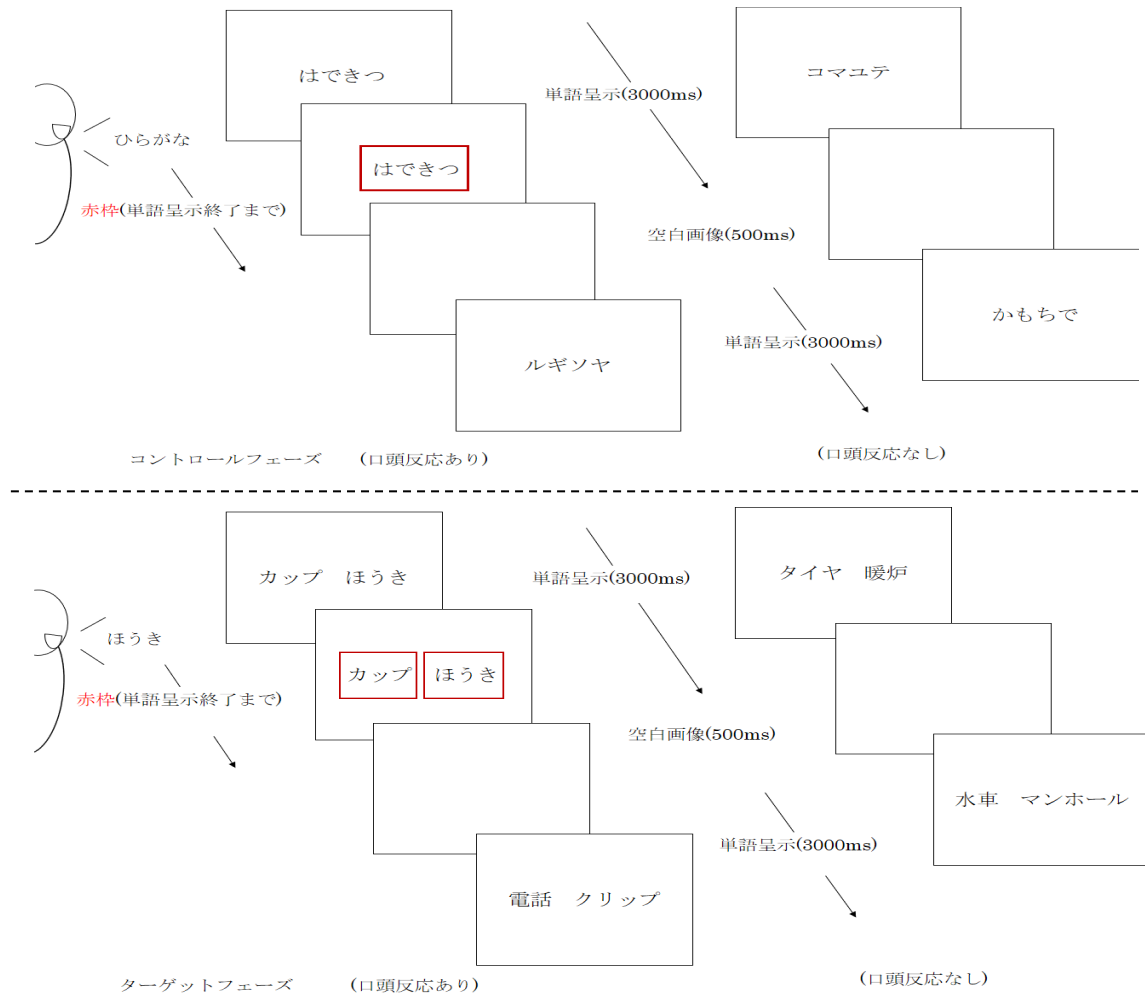 はできつ
ひらがな
はできつ
赤枠(単語呈示終了まで)
ルギソヤ
コントロールフェーズ (口頭反応あり)
コマユテ
単語呈示(3000ms)
空白画像(500ms)
かもちで
単語呈示(3000ms)
(口頭反応なし)
カップ ほうき
ほうき
カップ ほうき
赤枠(単語呈示終了まで)
電話 クリップ
ターゲットフェーズ (口頭反応あり)
タイヤ 暖炉
単語呈示(3000ms)
空白画像(500ms)
水車 マンホール
単語呈示(3000ms)
(口頭反応なし)